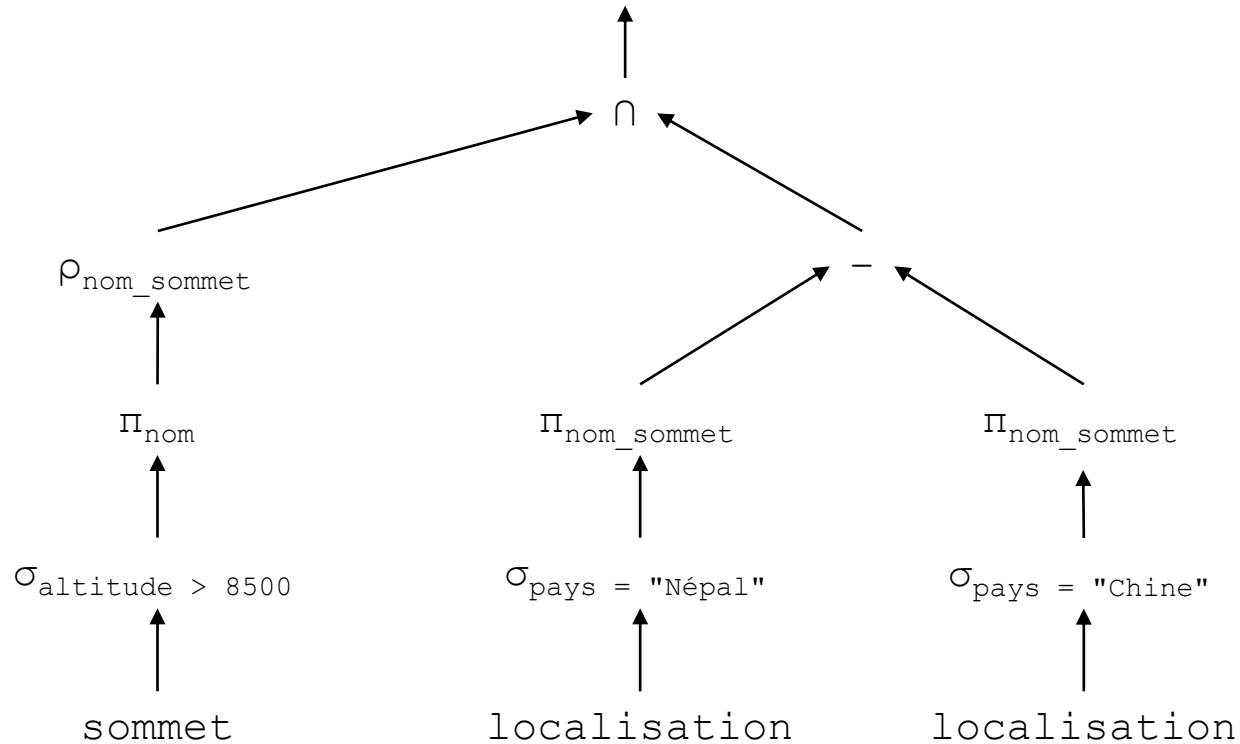 ∩
ρnom_sommet
−
πnom
πnom_sommet
πnom_sommet
σaltitude > 8500
σpays = "Népal"
σpays = "Chine"
sommet
localisation
localisation